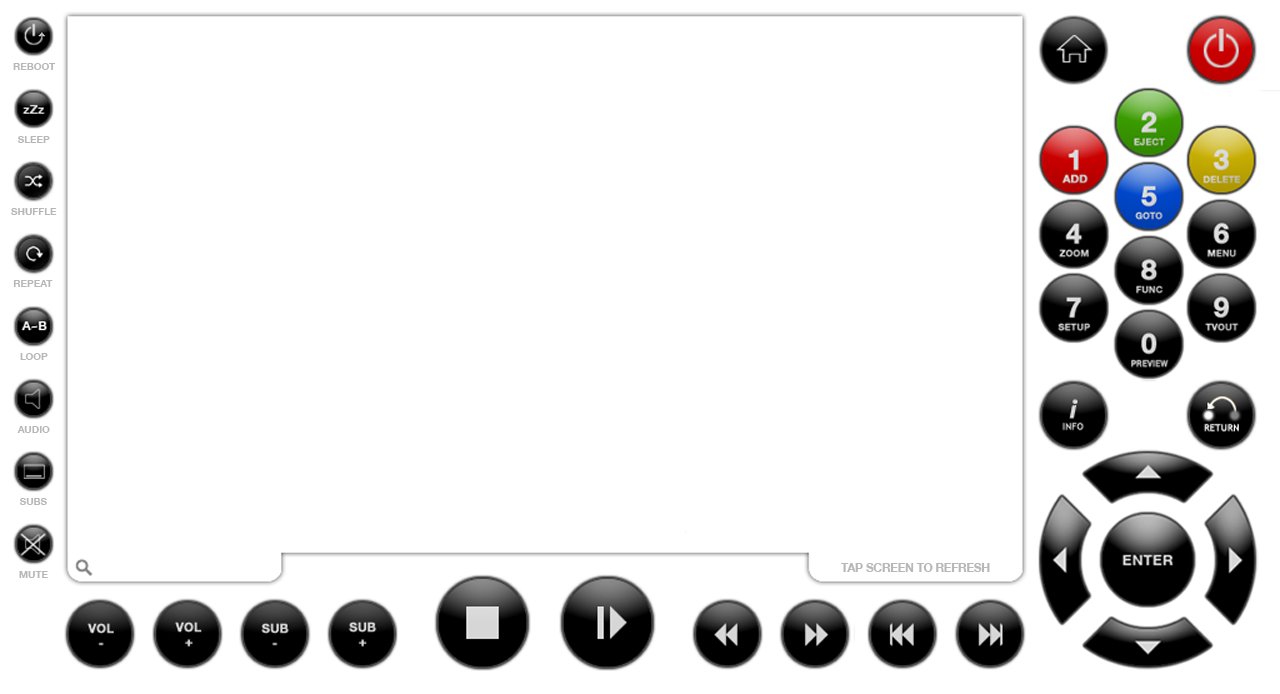 REBOOT
zZz
SLEEP
SHUFFLE
REPEAT
A-B
LOOP
AUDIO
SUBS
MUTE
TAP SCREEN TO REFRESH
VOL
-
VOL
+
SUB
-
SUB
+
2
EJECT
1
ADD
3
DELETE
5
GOTO
4
ZOOM
6
MENU
8
FUNC
7
SETUP
9
TVOUT
0
PREVIEW
i
INFO
RETURN
ENTER